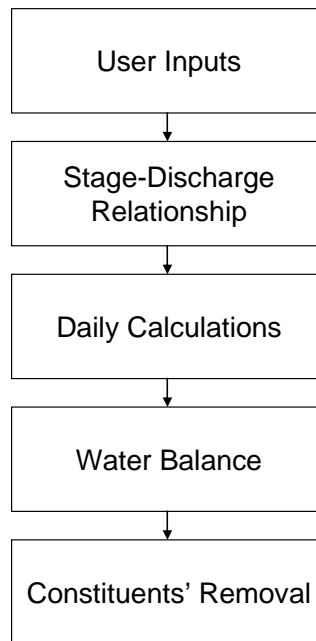 User Inputs
Stage-Discharge
Relationship
Daily Calculations
Water Balance
Constituents’ Removal